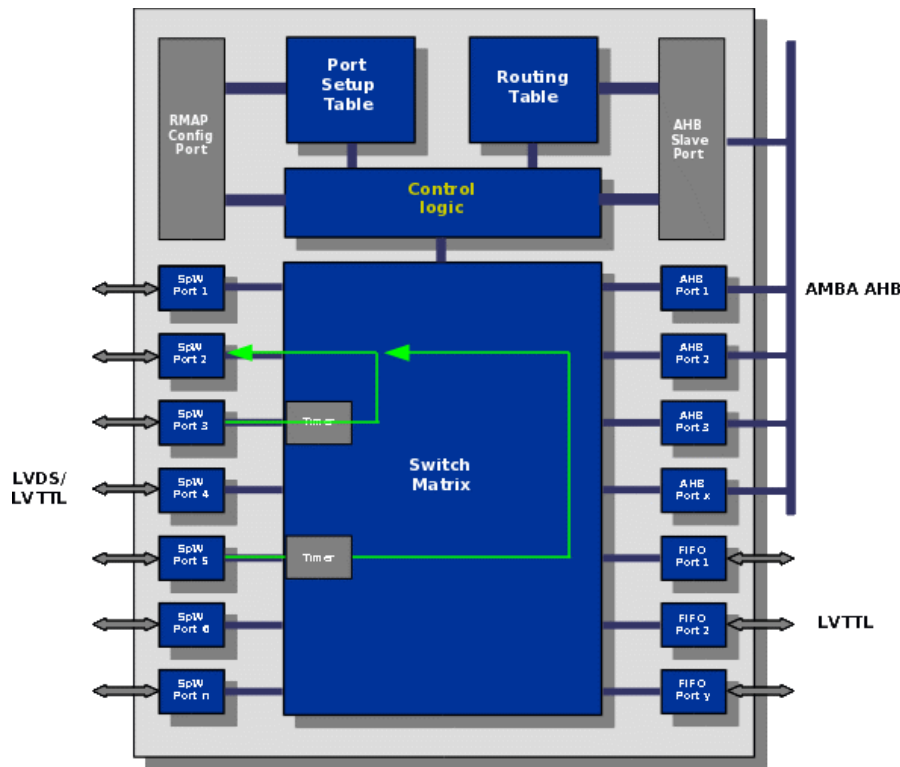 Port
Setup
Table
Routing
Table
RMAP
Config
Port
AHB
Slave
Port
Control
logic
SpW
Port 1
AHB
Port 1
AMBA AHB
SpW
Port 2
AHB
Port 2
SpW
Port 3
Timer
AHB
Port 3
LVDS/
LVTTL
SpW
Port 4
Switch
Matrix
AHB
Port x
SpW
Port 5
Timer
FIFO
Port 1
SpW
Port 6
FIFO
Port 2
LVTTL
SpW
Port n
FIFO
Port y